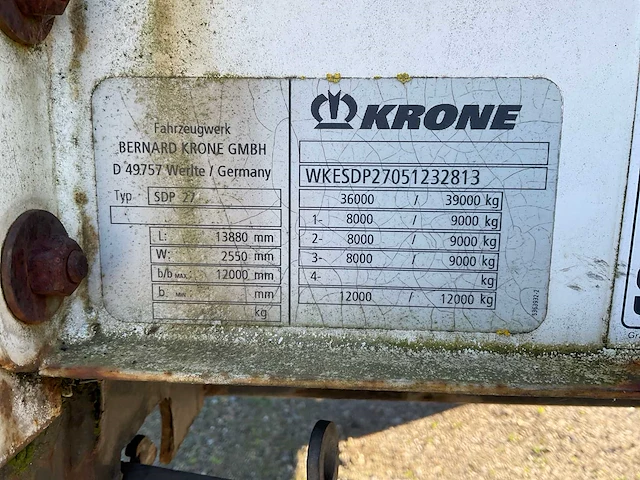 Fahrzeugwerk
BERNARD KRONE GMBH
D 49757 Werlte / Germany
Typ SDP 27
L: 13880 mm
W: 2550 mm
b/b MAX. 12000 mm
b MIN. mm
kg
KRONE
WKESDP27051232813
36000 / 39000 kg
1- 8000 / 9000 kg
2- 8000 / 9000 kg
3- 8000 / 9000 kg
4- kg
12000 / 12000 kg